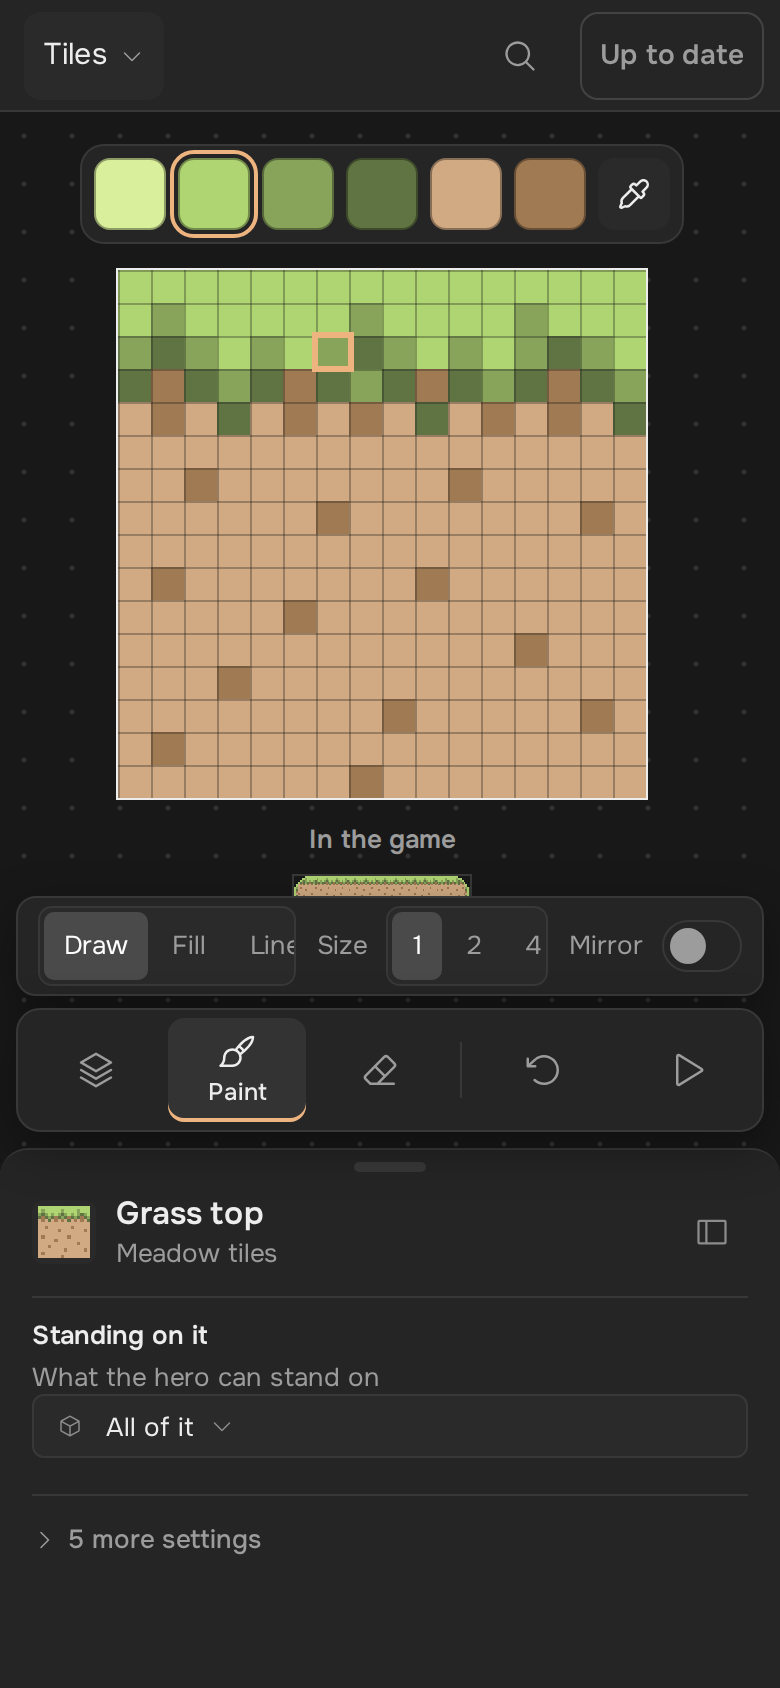 Tiles
Up to date
In the game
Draw Fill Line Size 1 2 4 Mirror
Paint
Grass top
Meadow tiles
Standing on it
What the hero can stand on
All of it
5 more settings